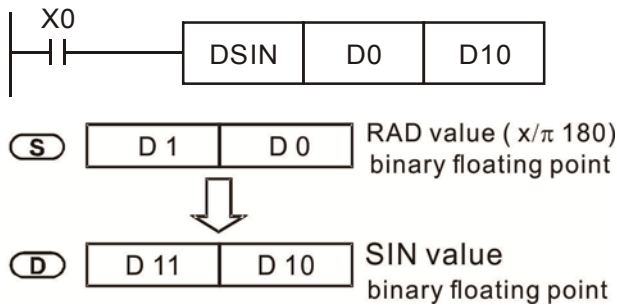 X0
DSIN D0 D10
S D 1 D 0 RAD value ( x/π 180)
binary floating point
D D 11 D 10 SIN value
binary floating point